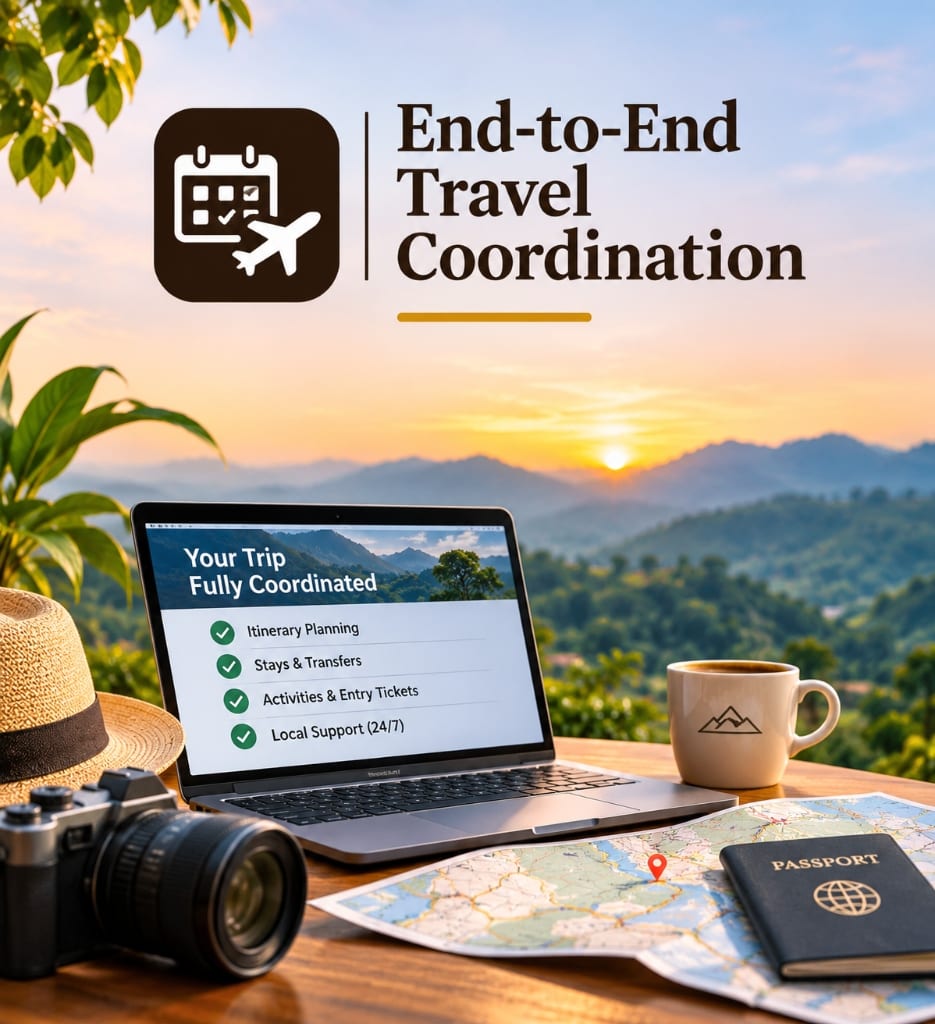 End-to-End
Travel
Coordination
Your Trip
Fully Coordinated
Itinerary Planning
Stays & Transfers
Activities & Entry Tickets
Local Support (24/7)
PASSPORT